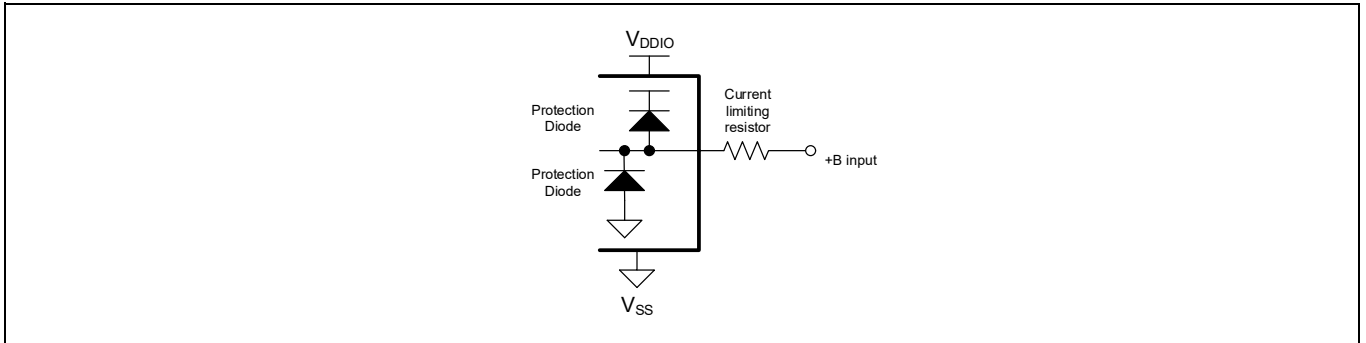 VDDIO
Protection
Diode
Current
limiting
resistor
+B input
Protection
Diode
VSS